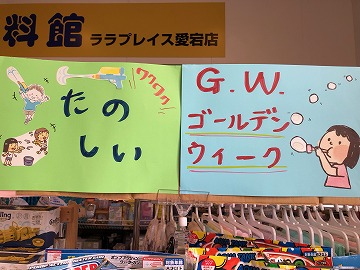 料館 ララプレイス愛宕店
ワクワク
たの
しい
G.W.
ゴールデン
ウィーク